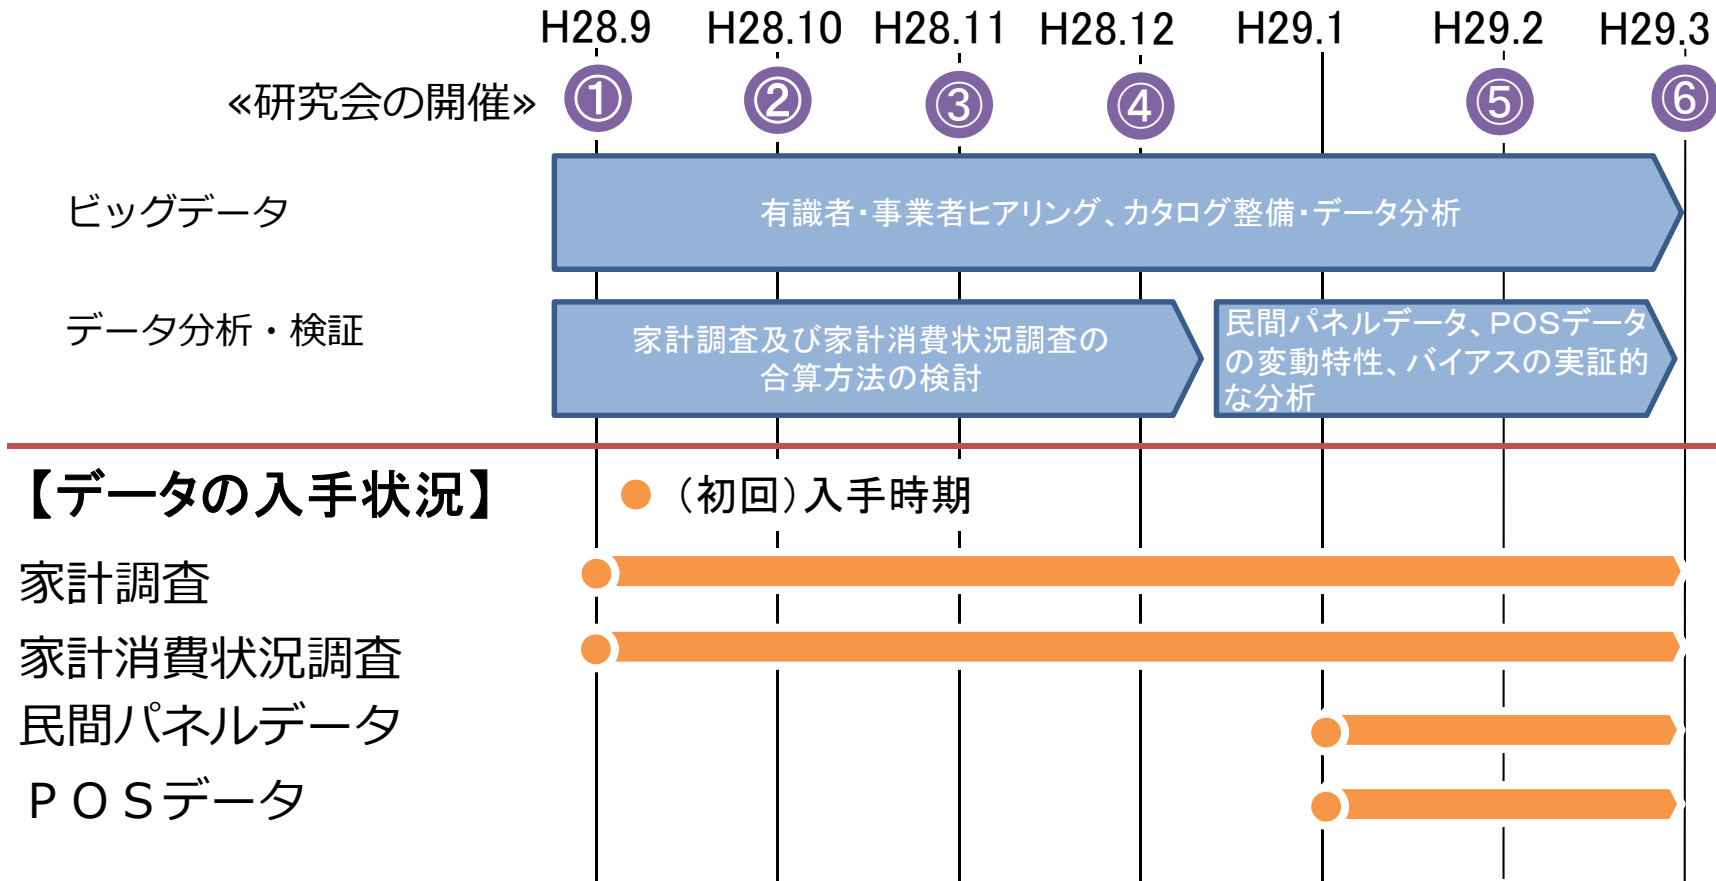 H28.9 H28.10 H28.11 H28.12 H29.1 H29.2 H29.3
«研究会の開催» ① ② ③ ④ ⑤ ⑥
ビッグデータ
有識者・事業者ヒアリング、カタログ整備・データ分析
データ分析・検証
家計調査及び家計消費状況調査の
合算方法の検討
民間パネルデータ、POSデータ
の変動特性、バイアスの実証的
な分析
【データの入手状況】
（初回）入手時期
家計調査
家計消費状況調査
民間パネルデータ
ＰＯＳデータ